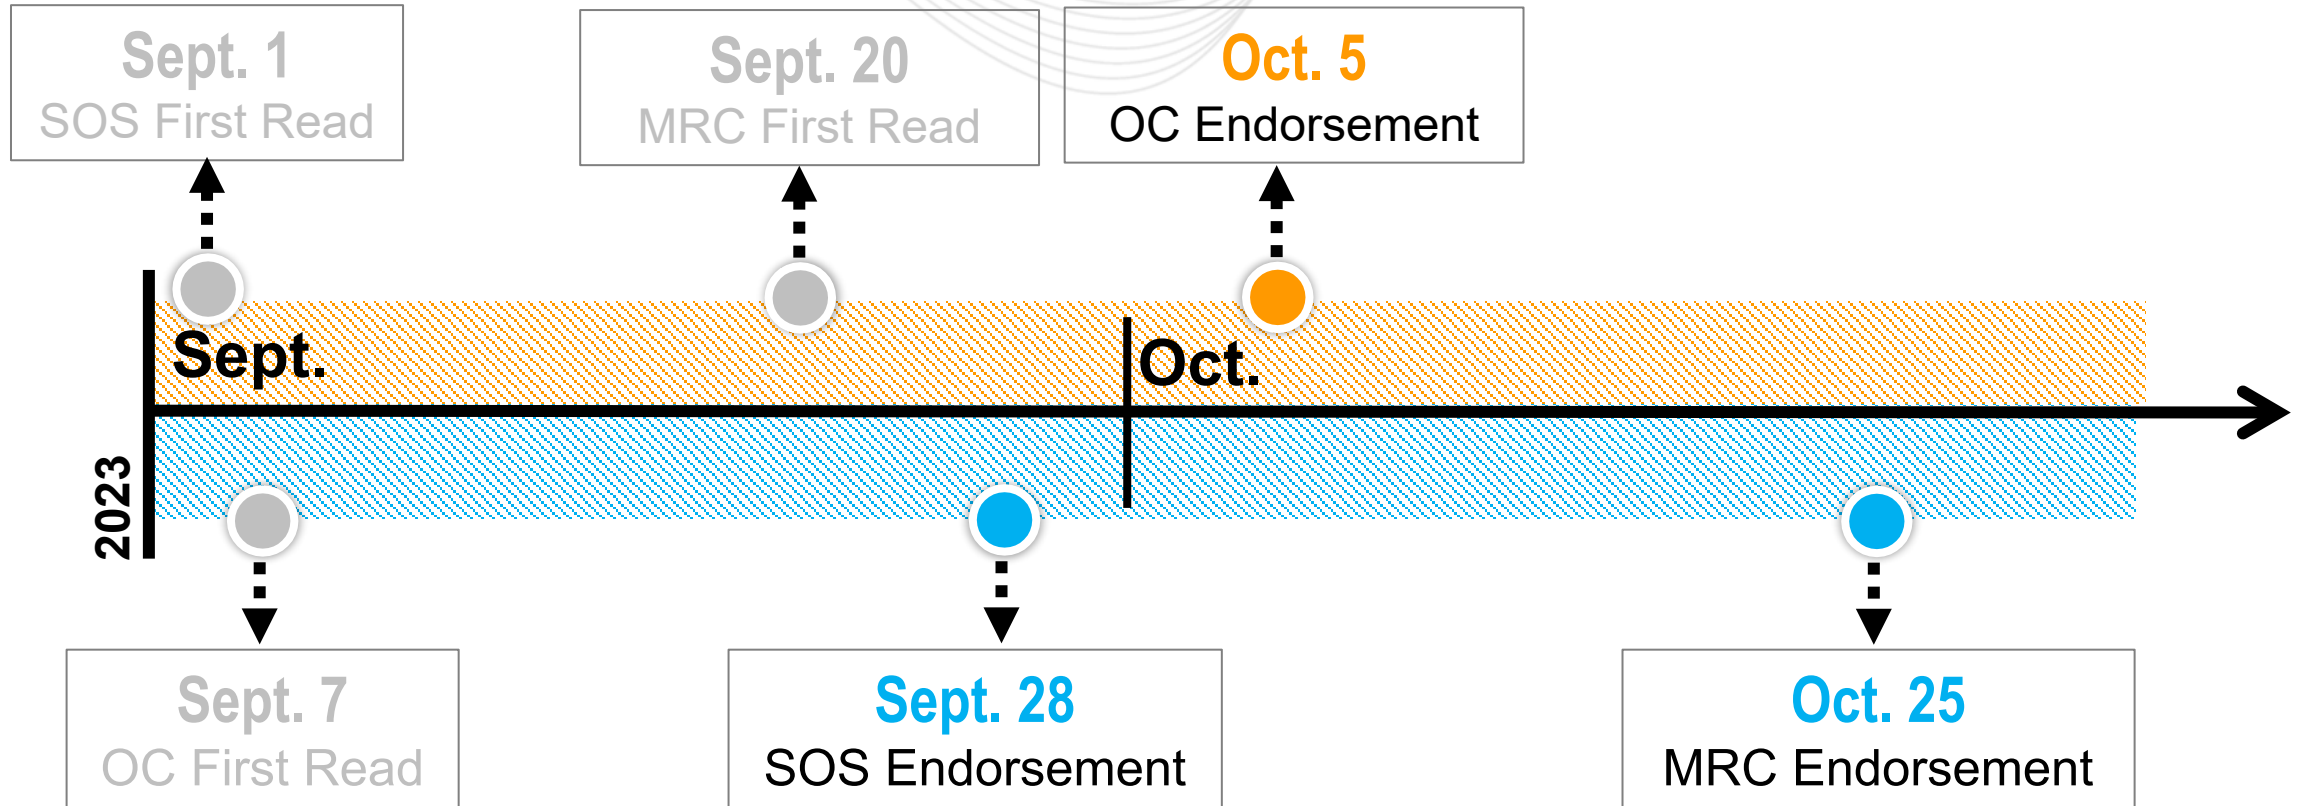 Sept. 1
SOS First Read
Sept. 20
MRC First Read
Oct. 5
OC Endorsement
Sept.
Oct.
2023
Sept. 7
OC First Read
Sept. 28
SOS Endorsement
Oct. 25
MRC Endorsement